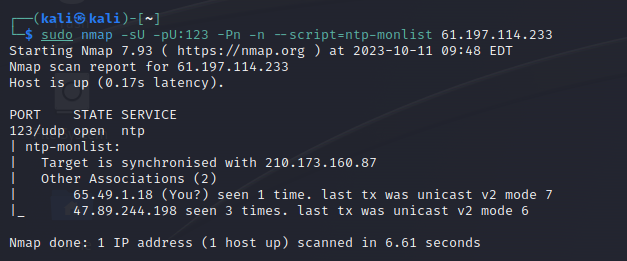 ┌──(kali㉿kali)-[~]
└─$ sudo nmap -sU -pU:123 -Pn -n --script=ntp-monlist 61.197.114.233
Starting Nmap 7.93 ( https://nmap.org ) at 2023-10-11 09:48 EDT
Nmap scan report for 61.197.114.233
Host is up (0.17s latency).
PORT    STATE SERVICE
123/udp open  ntp
| ntp-monlist:
|   Target is synchronised with 210.173.160.87
|   Other Associations (2)
|       65.49.1.18 (You?) seen 1 time. last tx was unicast v2 mode 7
|_      47.89.244.198 seen 3 times. last tx was unicast v2 mode 6
Nmap done: 1 IP address (1 host up) scanned in 6.61 seconds